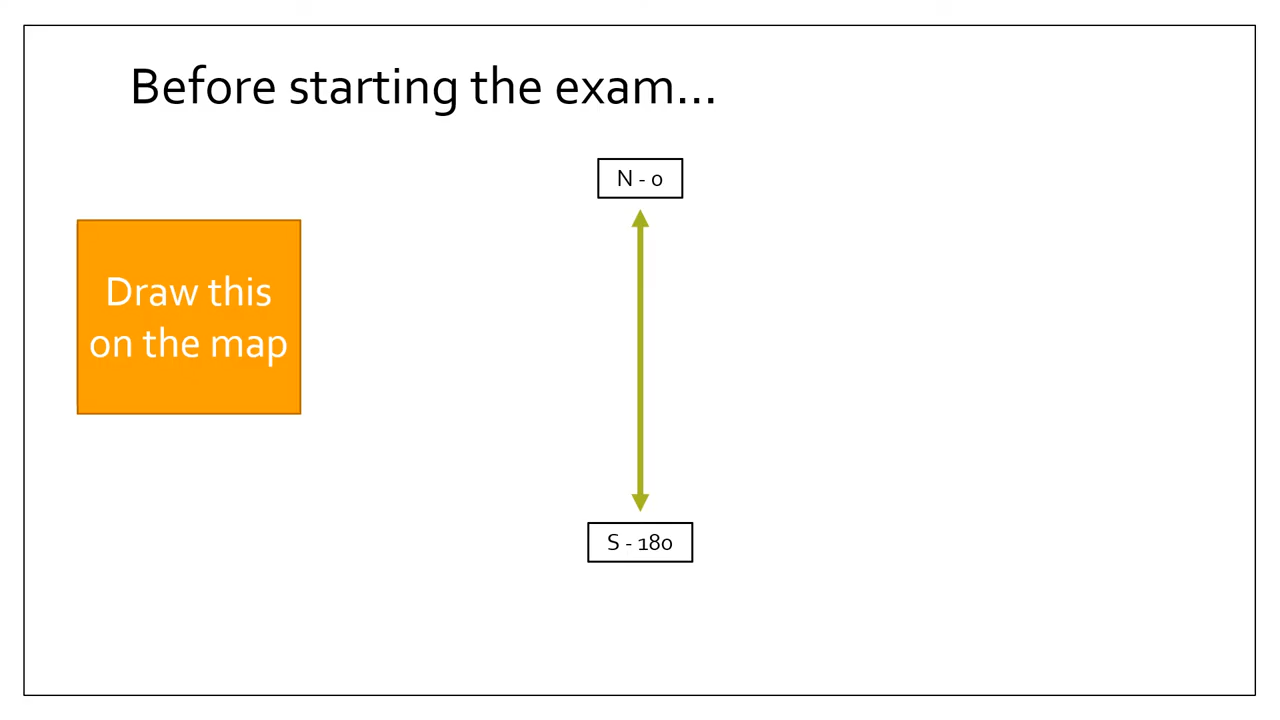 Before starting the exam...
N - 0
Draw this
on the map
S - 180